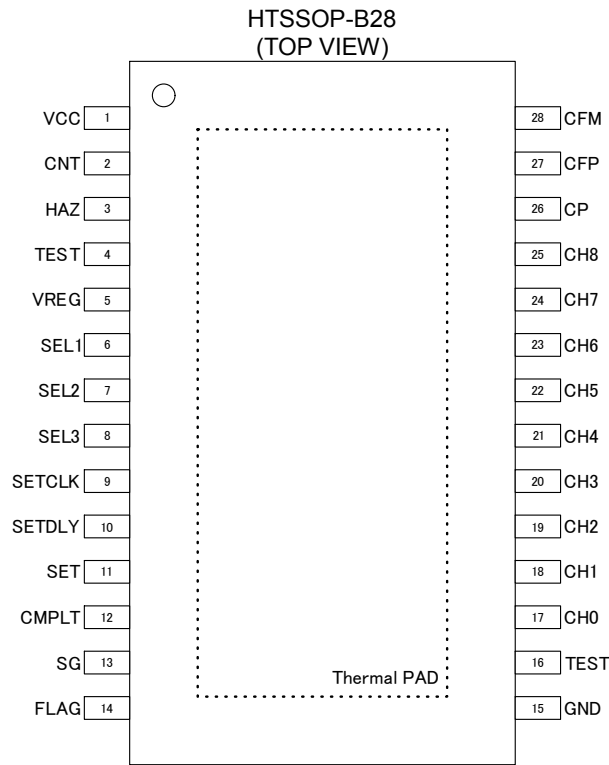 HTSSOP-B28
(TOP VIEW)
VCC 1 28 CFM
CNT 2 27 CFP
HAZ 3 26 CP
TEST 4 25 CH8
VREG 5 24 CH7
SEL1 6 23 CH6
SEL2 7 22 CH5
SEL3 8 21 CH4
SETCLK 9 20 CH3
SETDLY 10 19 CH2
SET 11 18 CH1
CMPLT 12 17 CH0
SG 13 16 TEST
Thermal PAD
FLAG 14 15 GND